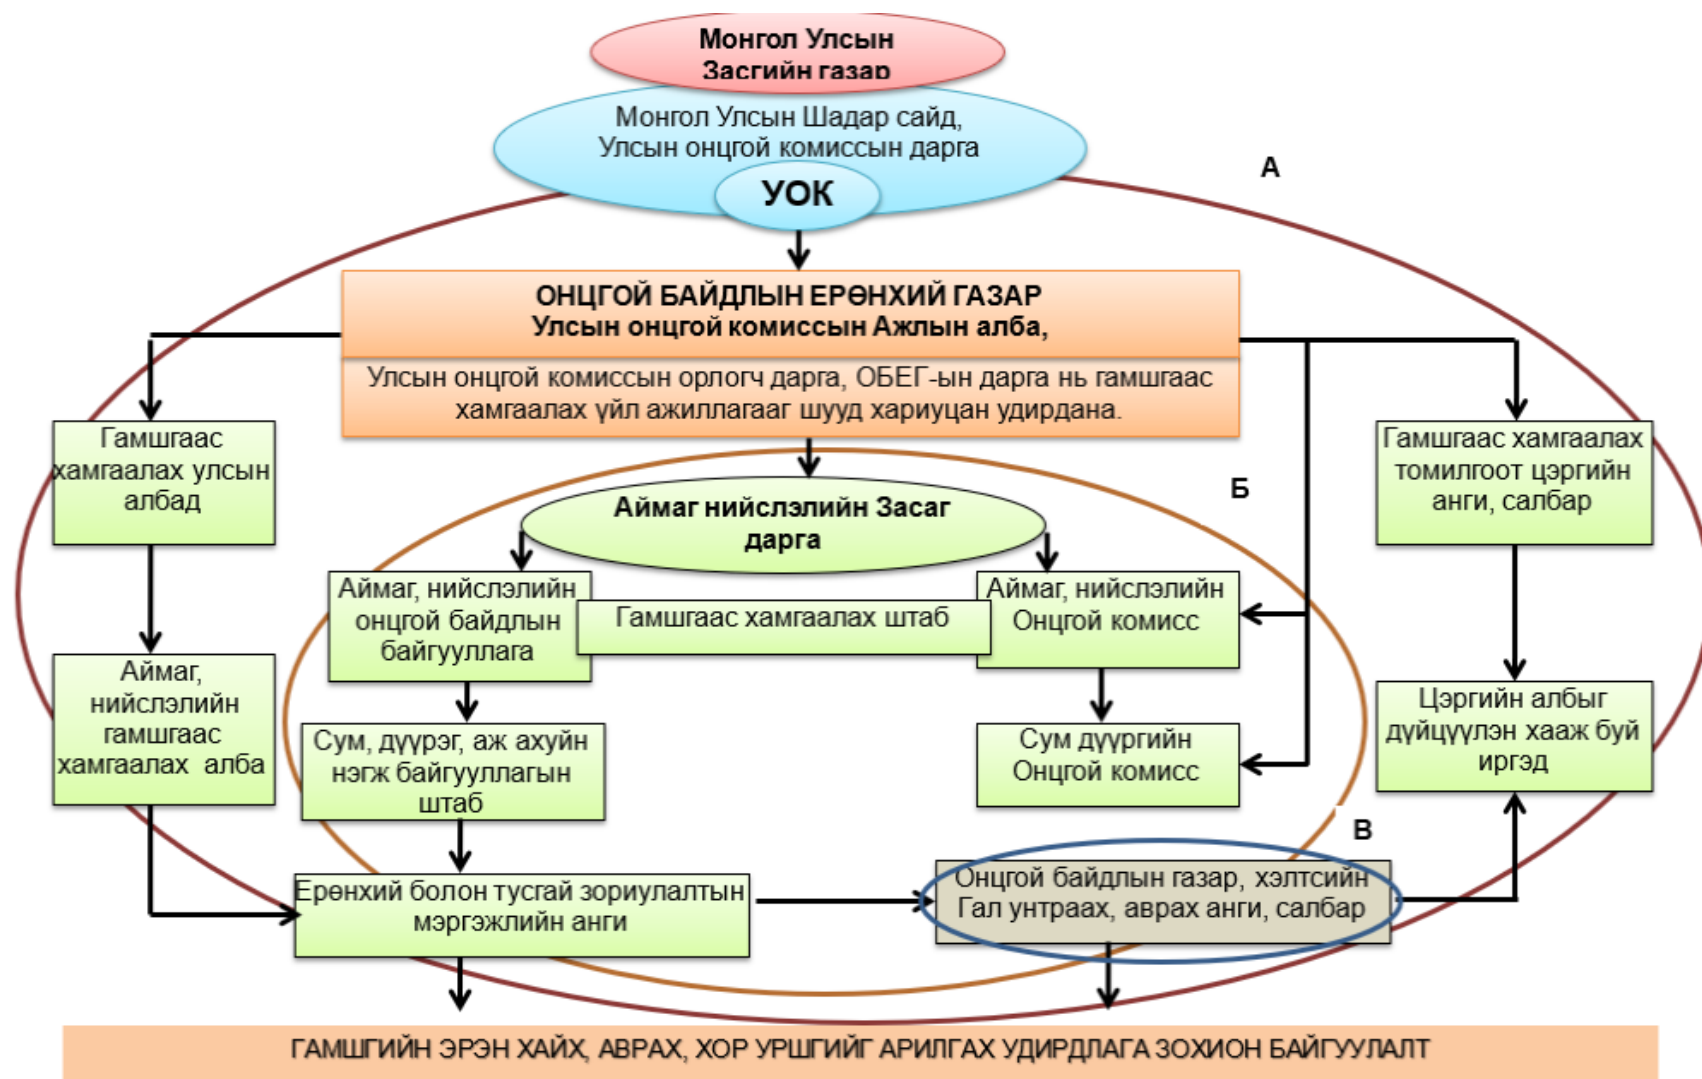 Монгол Улсын
Засгийн газар
Монгол Улсын Шадар сайд,
Улсын онцгой комиссын дарга
УОК
А
ОНЦГОЙ БАЙДЛЫН ЕРӨНХИЙ ГАЗАР
Улсын онцгой комиссын Ажлын алба,
Улсын онцгой комиссын орлогч дарга, ОБЕГ-ын дарга нь гамшгаас
хамгаалах үйл ажиллагааг шууд хариуцан удирдана.
Гамшгаас
хамгаалах улсын
албад
Гамшгаас хамгаалах
томилгоот цэргийн
анги, салбар
Б
Аймаг нийслэлийн Засаг
дарга
Аймаг, нийслэлийн
онцгой байдлын
байгууллага
Гамшгаас хамгаалах штаб
Аймаг, нийслэлийн
Онцгой комисс
Аймаг,
нийслэлийн
гамшгаас
хамгаалах алба
Сум, дүүрэг, аж ахуйн
нэгж байгууллагын
штаб
Сум дүүргийн
Онцгой комисс
Цэргийн албыг
дүйцүүлэн хааж буй
иргэд
В
Ерөнхий болон тусгай зориулалтын
мэргэжлийн анги
Онцгой байдлын газар, хэлтсийн
Гал унтраах, аврах анги, салбар
ГАМШГИЙН ЭРЭН ХАЙХ, АВРАХ, ХОР УРШГИЙГ АРИЛГАХ УДИРДЛАГА ЗОХИОН БАЙГУУЛАЛТ